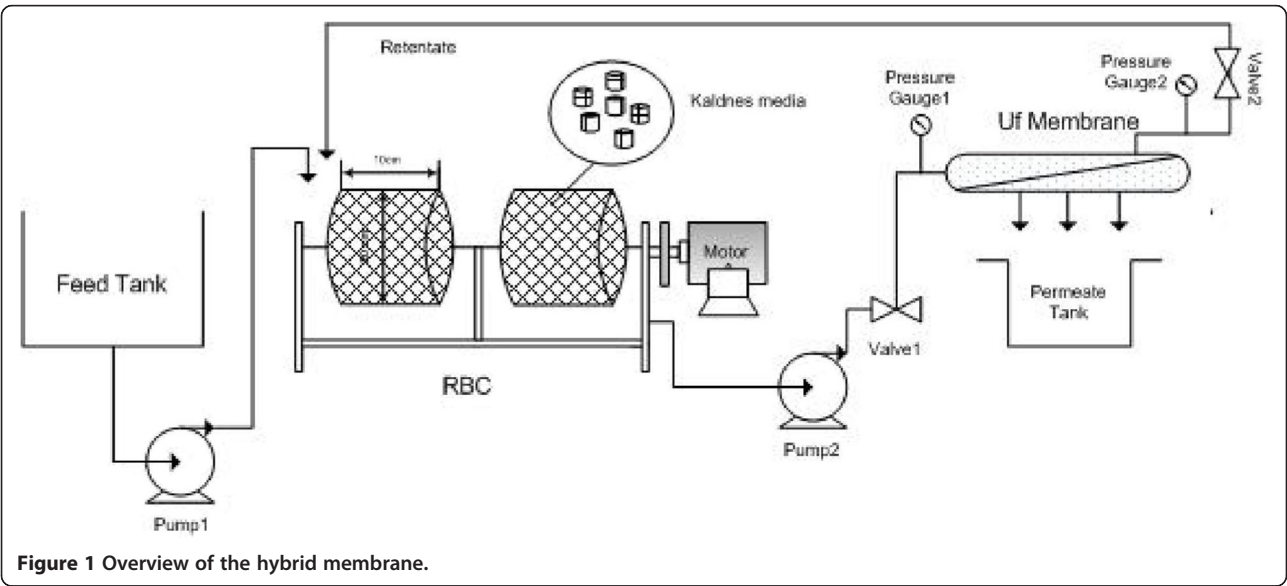 Retentate
Kaldnes media
10cm
Pressure
Gauge1
Pressure
Gauge2
Valve2
Uf Membrane
Feed Tank
Motor
Permeate
Tank
Valve1
RBC
Pump2
Pump1
Figure 1 Overview of the hybrid membrane.